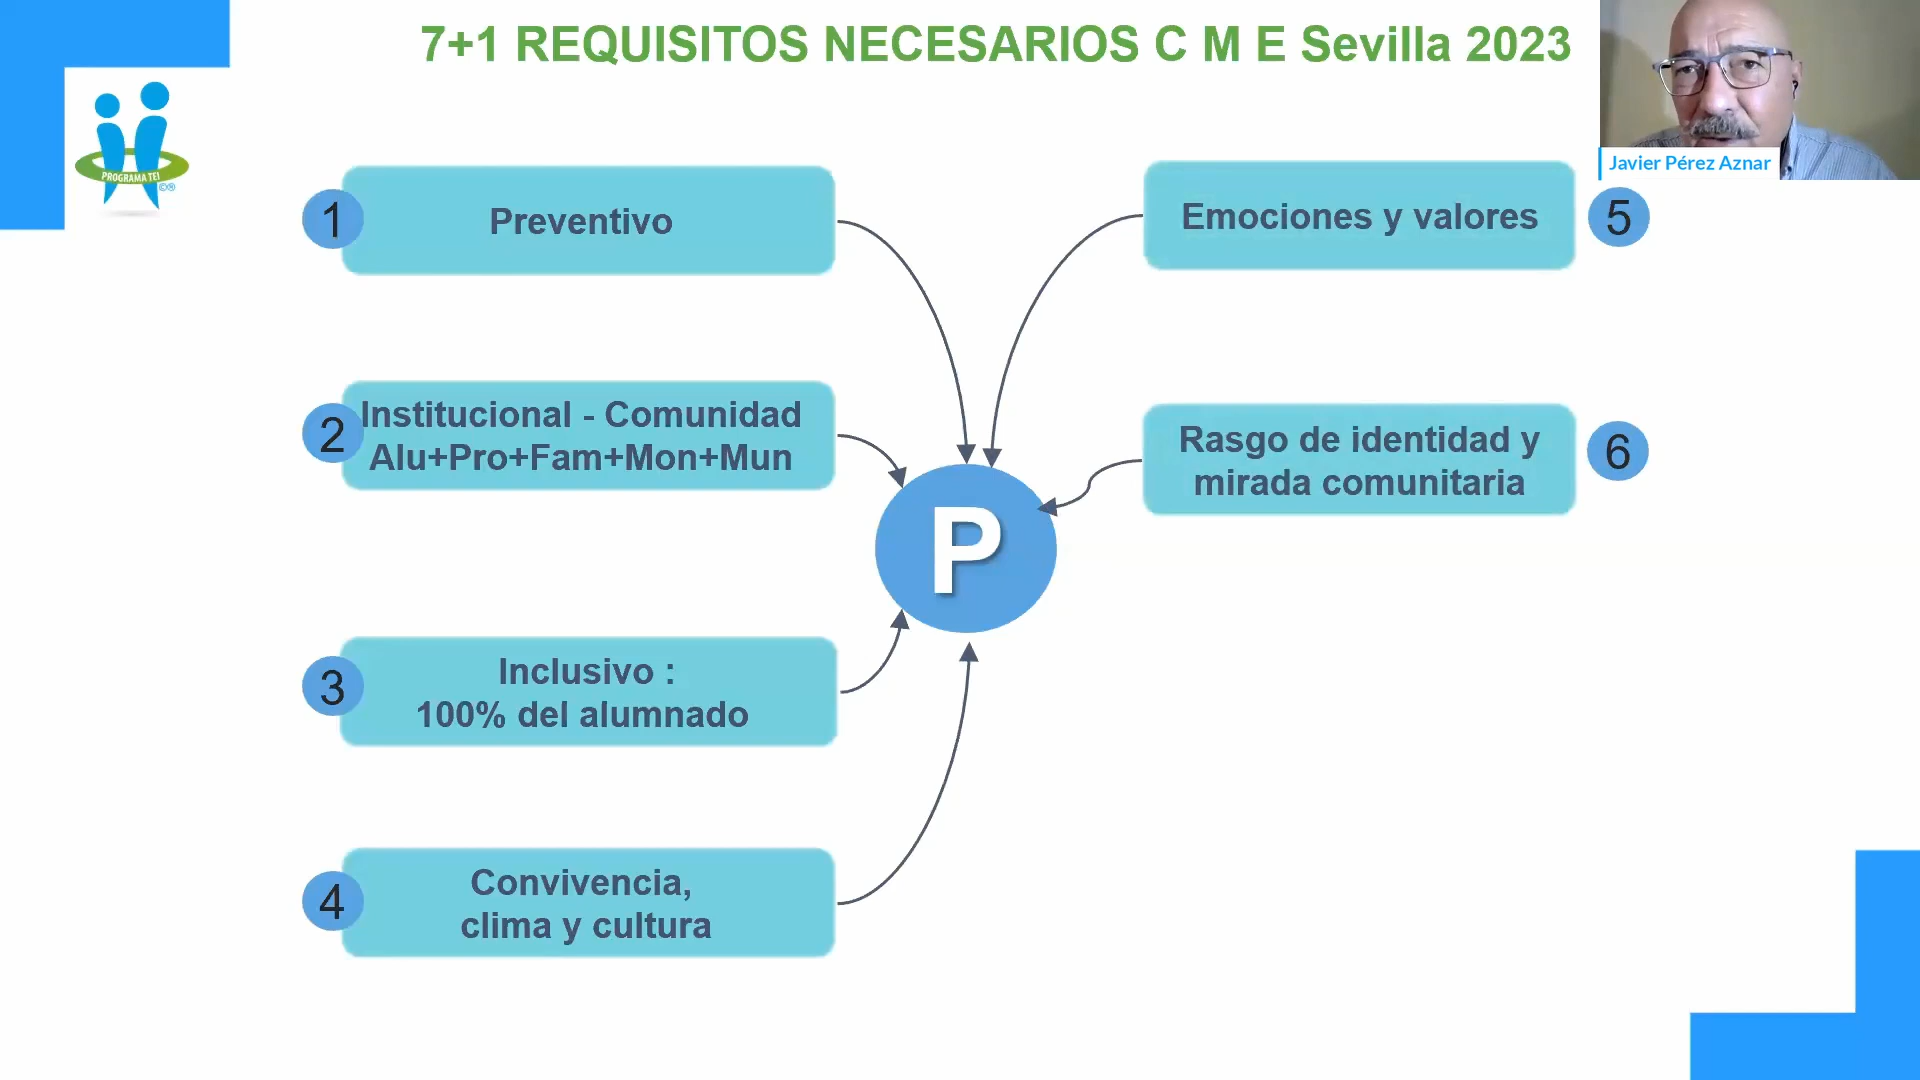 7+1 REQUISITOS NECESARIOS C M E Sevilla 2023
Javier Pérez Aznar
PROGRAMA TEI
©®
1
Preventivo
2
Institucional - Comunidad
Alu+Pro+Fam+Mon+Mun
3
Inclusivo :
100% del alumnado
4
Convivencia,
clima y cultura
P
Emociones y valores
5
Rasgo de identidad y
mirada comunitaria
6